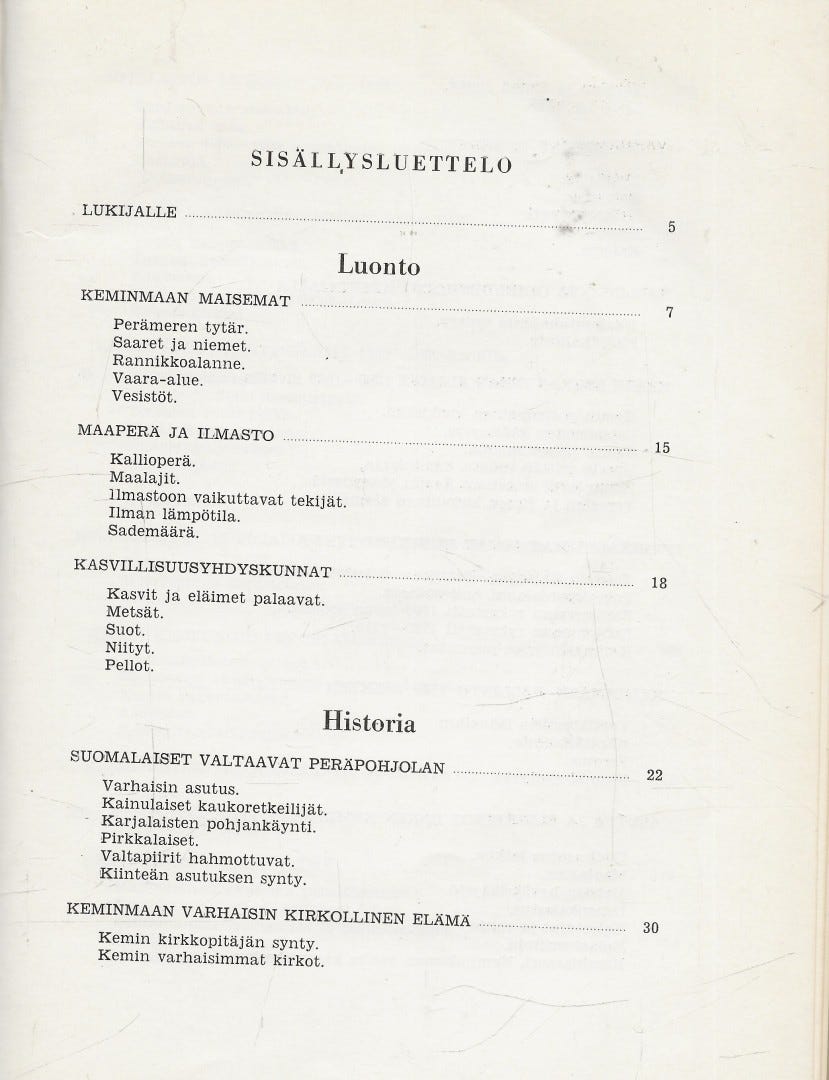 SISÄLLYSLUETTELO
LUKIJALLE 5
Luonto
KEMINMAAN MAISEMAT 7
Perämeren tytär.
Saaret ja niemet.
Rannikkoalanne.
Vaara-alue.
Vesistöt.
MAAPERÄ JA ILMASTO 15
Kallioperä.
Maalajit.
Ilmastoon vaikuttavat tekijät.
Ilman lämpötila.
Sademäärä.
KASVILLISUUSYHDYSKUNNAT 18
Kasvit ja eläimet palaavat.
Metsät.
Suot.
Niityt.
Pellot.
Historia
SUOMALAISET VALTAAVAT PERÄPOHJOLAN 22
Varhaisin asutus.
Kainulaiset kaukoretkeilijät.
Karjalaisten pohjankäynti.
Pirkkalaiset.
Valtapiirit hahmottuvat.
Kiinteän asutuksen synty.
KEMINMAAN VARHAISIN KIRKOLLINEN ELÄMÄ 30
Kemin kirkkopitäjän synty.
Kemin varhaisimmat kirkot.